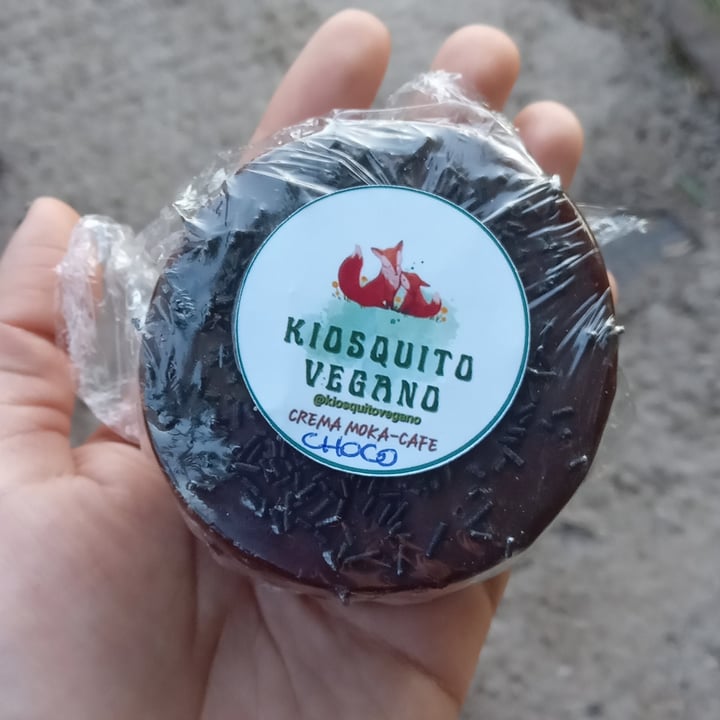 KIOSQUITO
VEGANO
@kiosquitovegano
CREMA MOKA-CAFE
CHOCO